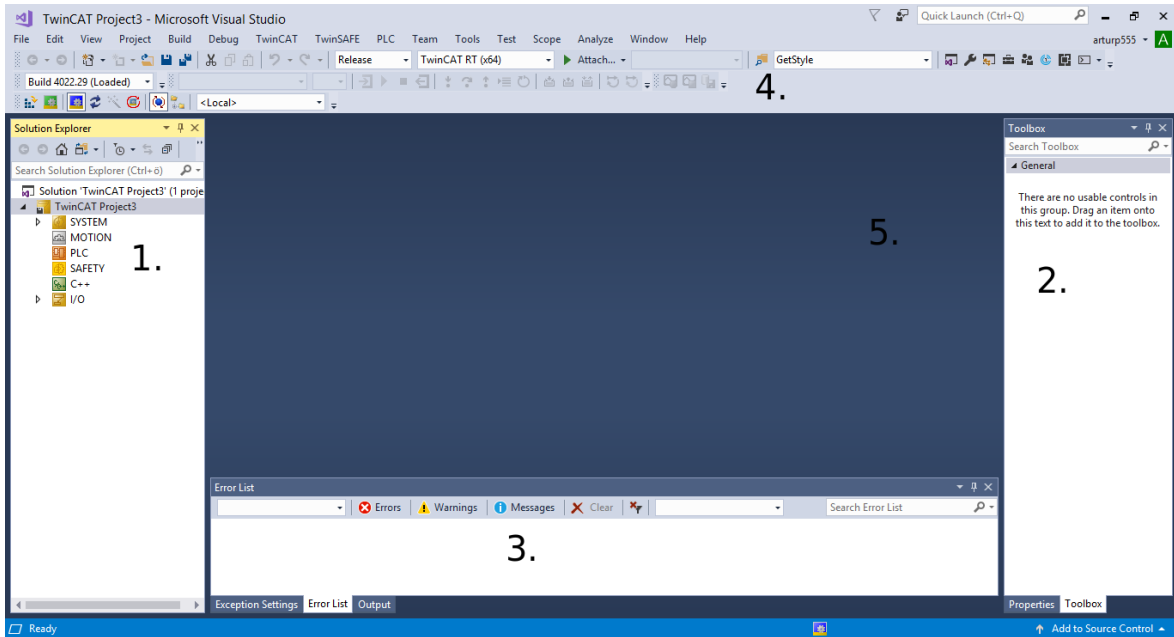 TwinCAT Project3 - Microsoft Visual Studio
Quick Launch (Ctrl+Q)
File Edit View Project Build Debug TwinCAT TwinSAFE PLC Team Tools Test Scope Analyze Window Help
arturp555 A
Release TwinCAT RT (x64) Attach... GetStyle
Build 4022.29 (Loaded)
4.
<Local>
Solution Explorer
Search Solution Explorer (Ctrl+ö)
Solution 'TwinCAT Project3' (1 proje
TwinCAT Project3
SYSTEM
MOTION
PLC
SAFETY
C++
I/O
1.
5.
Toolbox
Search Toolbox
General
There are no usable controls in
this group. Drag an item onto
this text to add it to the toolbox.
2.
Error List
Errors Warnings Messages Clear Search Error List
3.
Exception Settings Error List Output
Properties Toolbox
Ready
Add to Source Control